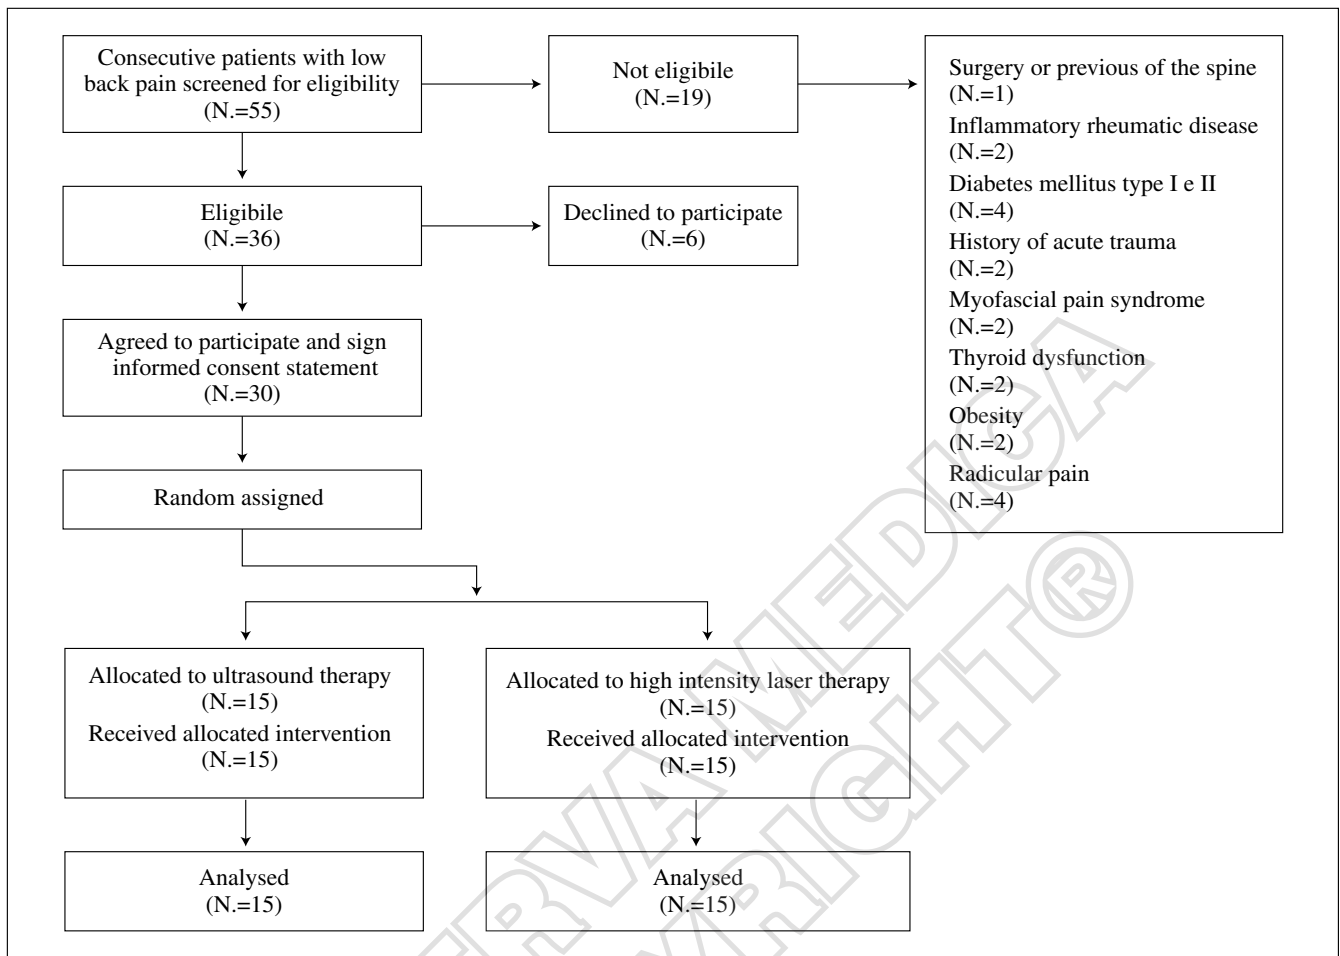 Consecutive patients with low
back pain screened for eligibility
(N.=55)
Not eligibile
(N.=19)
Surgery or previous of the spine
(N.=1)
Inflammatory rheumatic disease
(N.=2)
Diabetes mellitus type I e II
(N.=4)
History of acute trauma
(N.=2)
Myofascial pain syndrome
(N.=2)
Thyroid dysfunction
(N.=2)
Obesity
(N.=2)
Radicular pain
(N.=4)
Eligibile
(N.=36)
Declined to participate
(N.=6)
Agreed to participate and sign
informed consent statement
(N.=30)
Random assigned
Allocated to ultrasound therapy
(N.=15)
Received allocated intervention
(N.=15)
Allocated to high intensity laser therapy
(N.=15)
Received allocated intervention
(N.=15)
Analysed
(N.=15)
Analysed
(N.=15)
ERVA MEDICA
YRIGHT®